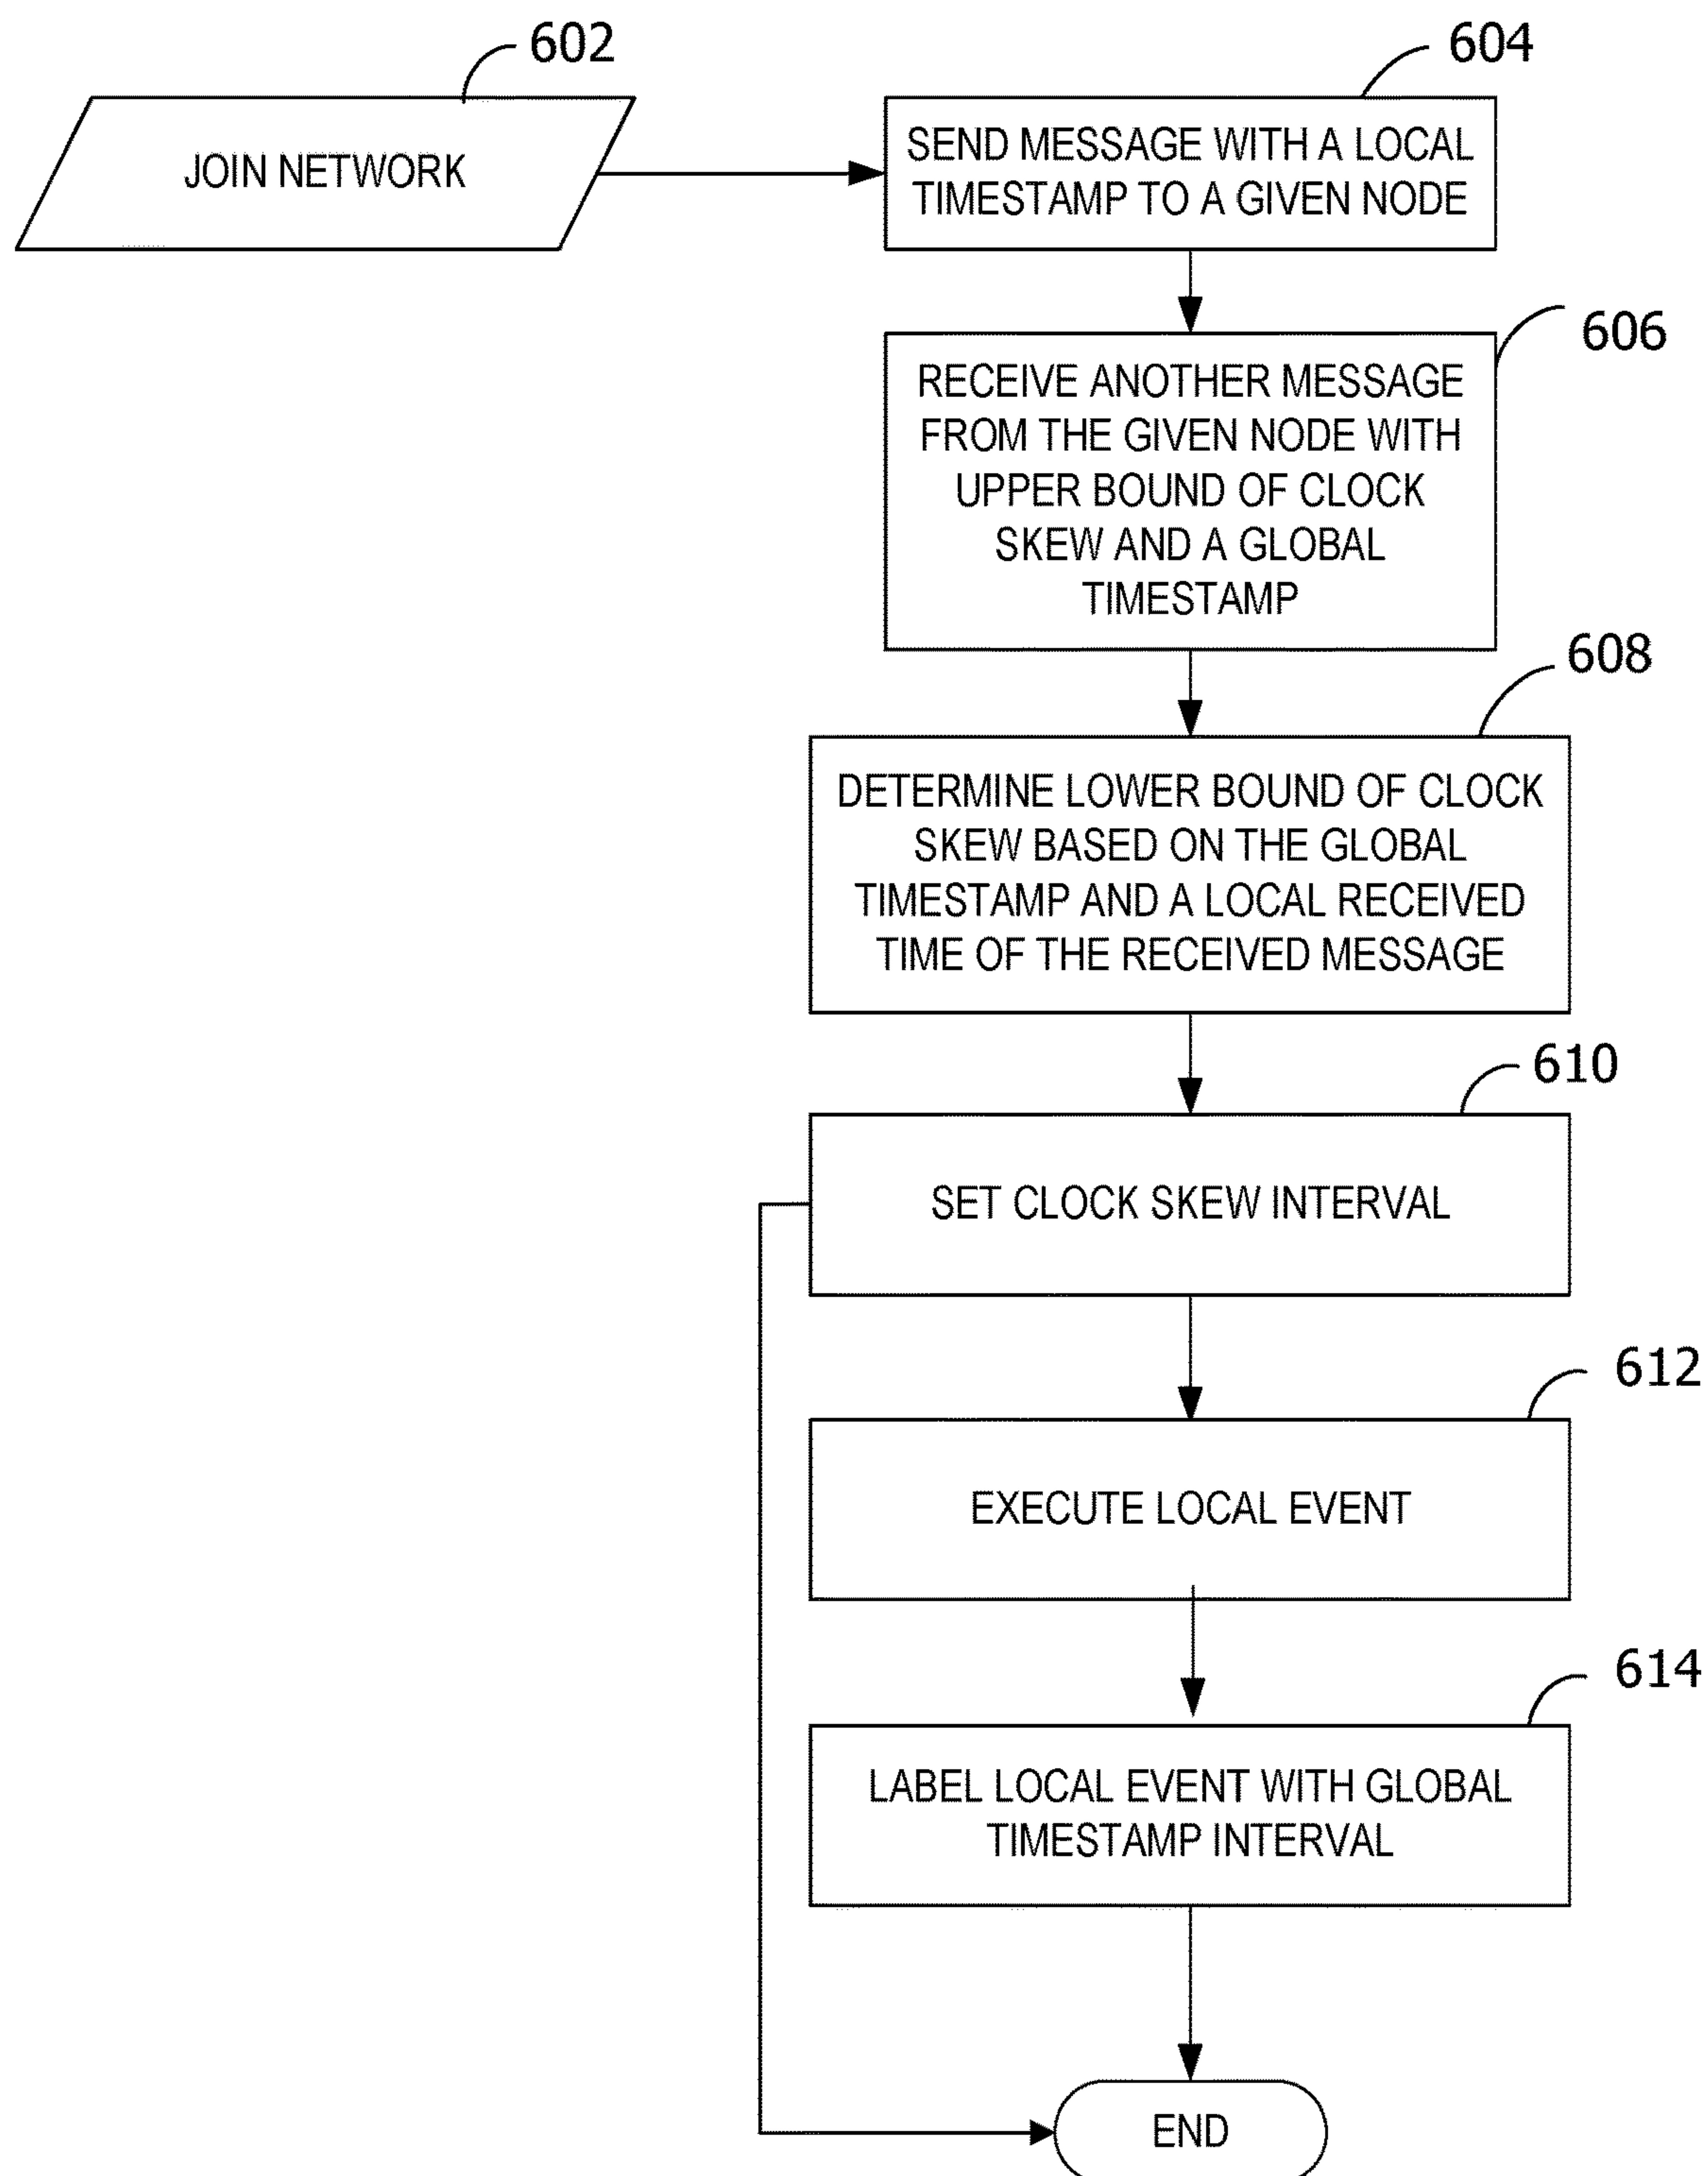 602
JOIN NETWORK
604
SEND MESSAGE WITH A LOCAL
TIMESTAMP TO A GIVEN NODE
606
RECEIVE ANOTHER MESSAGE
FROM THE GIVEN NODE WITH
UPPER BOUND OF CLOCK
SKEW AND A GLOBAL
TIMESTAMP
608
DETERMINE LOWER BOUND OF CLOCK
SKEW BASED ON THE GLOBAL
TIMESTAMP AND A LOCAL RECEIVED
TIME OF THE RECEIVED MESSAGE
610
SET CLOCK SKEW INTERVAL
612
EXECUTE LOCAL EVENT
614
LABEL LOCAL EVENT WITH GLOBAL
TIMESTAMP INTERVAL
END